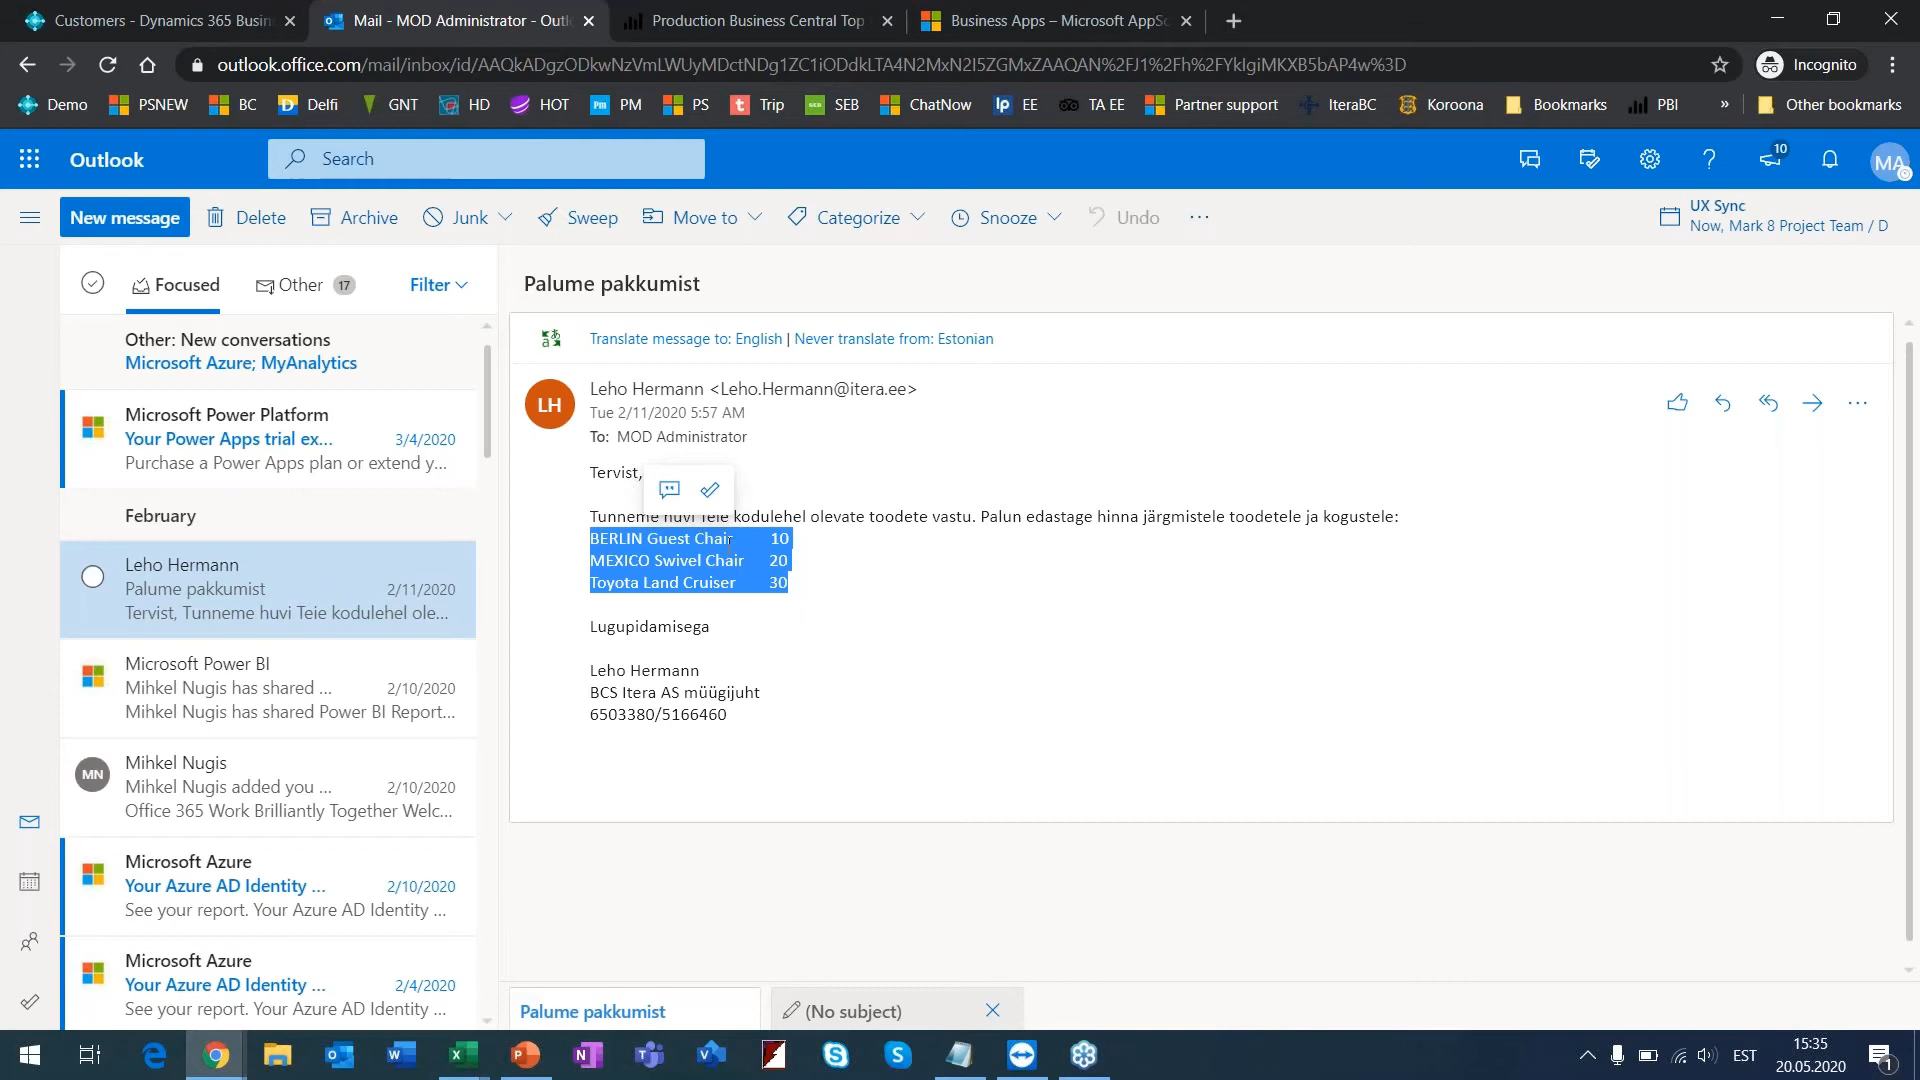 Customers - Dynamics 365 Busin
Mail - MOD Administrator - Outl
Production Business Central Top
Business Apps – Microsoft AppSo
outlook.office.com/mail/inbox/id/AAQkADgzODkwNzVmLWUyMDctNDg1ZC1iODdkLTA4N2MxN2I5ZGMxZAAQAN%2FJ1%2Fh%2FYkIgiMKXB5bAP4w%3D
Incognito
Demo PSNEW BC Delfi GNT HD HOT PM PS Trip SEB ChatNow EE TA EE Partner support IteraBC Koroona Bookmarks PBI » Other bookmarks
Outlook
Search
10
MA
New message Delete Archive Junk Sweep Move to Categorize Snooze Undo
UX Sync
Now, Mark 8 Project Team / D
Focused Other 17 Filter
Other: New conversations
Microsoft Azure; MyAnalytics
Microsoft Power Platform
Your Power Apps trial ex... 3/4/2020
Purchase a Power Apps plan or extend y...
February
Leho Hermann
Palume pakkumist 2/11/2020
Tervist, Tunneme huvi Teie kodulehel ole...
Microsoft Power BI
Mihkel Nugis has shared ... 2/10/2020
Mihkel Nugis has shared Power BI Report...
MN
Mihkel Nugis
Mihkel Nugis added you ... 2/10/2020
Office 365 Work Brilliantly Together Welc...
Microsoft Azure
Your Azure AD Identity ... 2/10/2020
See your report. Your Azure AD Identity ...
Microsoft Azure
Your Azure AD Identity ... 2/4/2020
See your report. Your Azure AD Identity ...
Palume pakkumist
Translate message to: English | Never translate from: Estonian
LH
Leho Hermann <Leho.Hermann@itera.ee>
Tue 2/11/2020 5:57 AM
To: MOD Administrator
Tervist,
Tunneme huvi Teie kodulehel olevate toodete vastu. Palun edastage hinna järgmistele toodetele ja kogustele:
BERLIN Guest Chair 10
MEXICO Swivel Chair 20
Toyota Land Cruiser 30
Lugupidamisega
Leho Hermann
BCS Itera AS müügijuht
6503380/5166460
Palume pakkumist
(No subject)
EST
15:35
20.05.2020
1